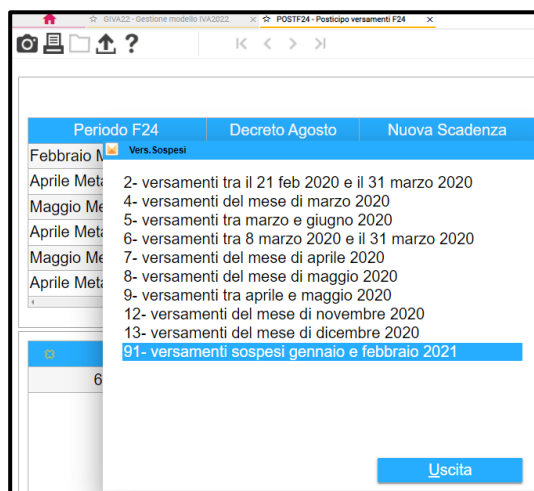 GIVA22 - Gestione modello IVA2022
POSTF24 - Posticipo versamenti F24
Periodo F24 Decreto Agosto Nuova Scadenza
Febbraio
Aprile Meta
Maggio Me
Aprile Meta
Maggio Me
Aprile Meta
6
Vers.Sospesi
2- versamenti tra il 21 feb 2020 e il 31 marzo 2020
4- versamenti del mese di marzo 2020
5- versamenti tra marzo e giugno 2020
6- versamenti tra 8 marzo 2020 e il 31 marzo 2020
7- versamenti del mese di aprile 2020
8- versamenti del mese di maggio 2020
9- versamenti tra aprile e maggio 2020
12- versamenti del mese di novembre 2020
13- versamenti del mese di dicembre 2020
91- versamenti sospesi gennaio e febbraio 2021
Uscita